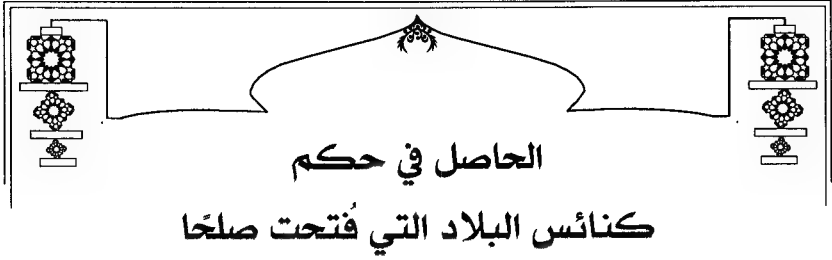 الحاصل في حكم
كنائس البلاد التي فُتحت صلحًا